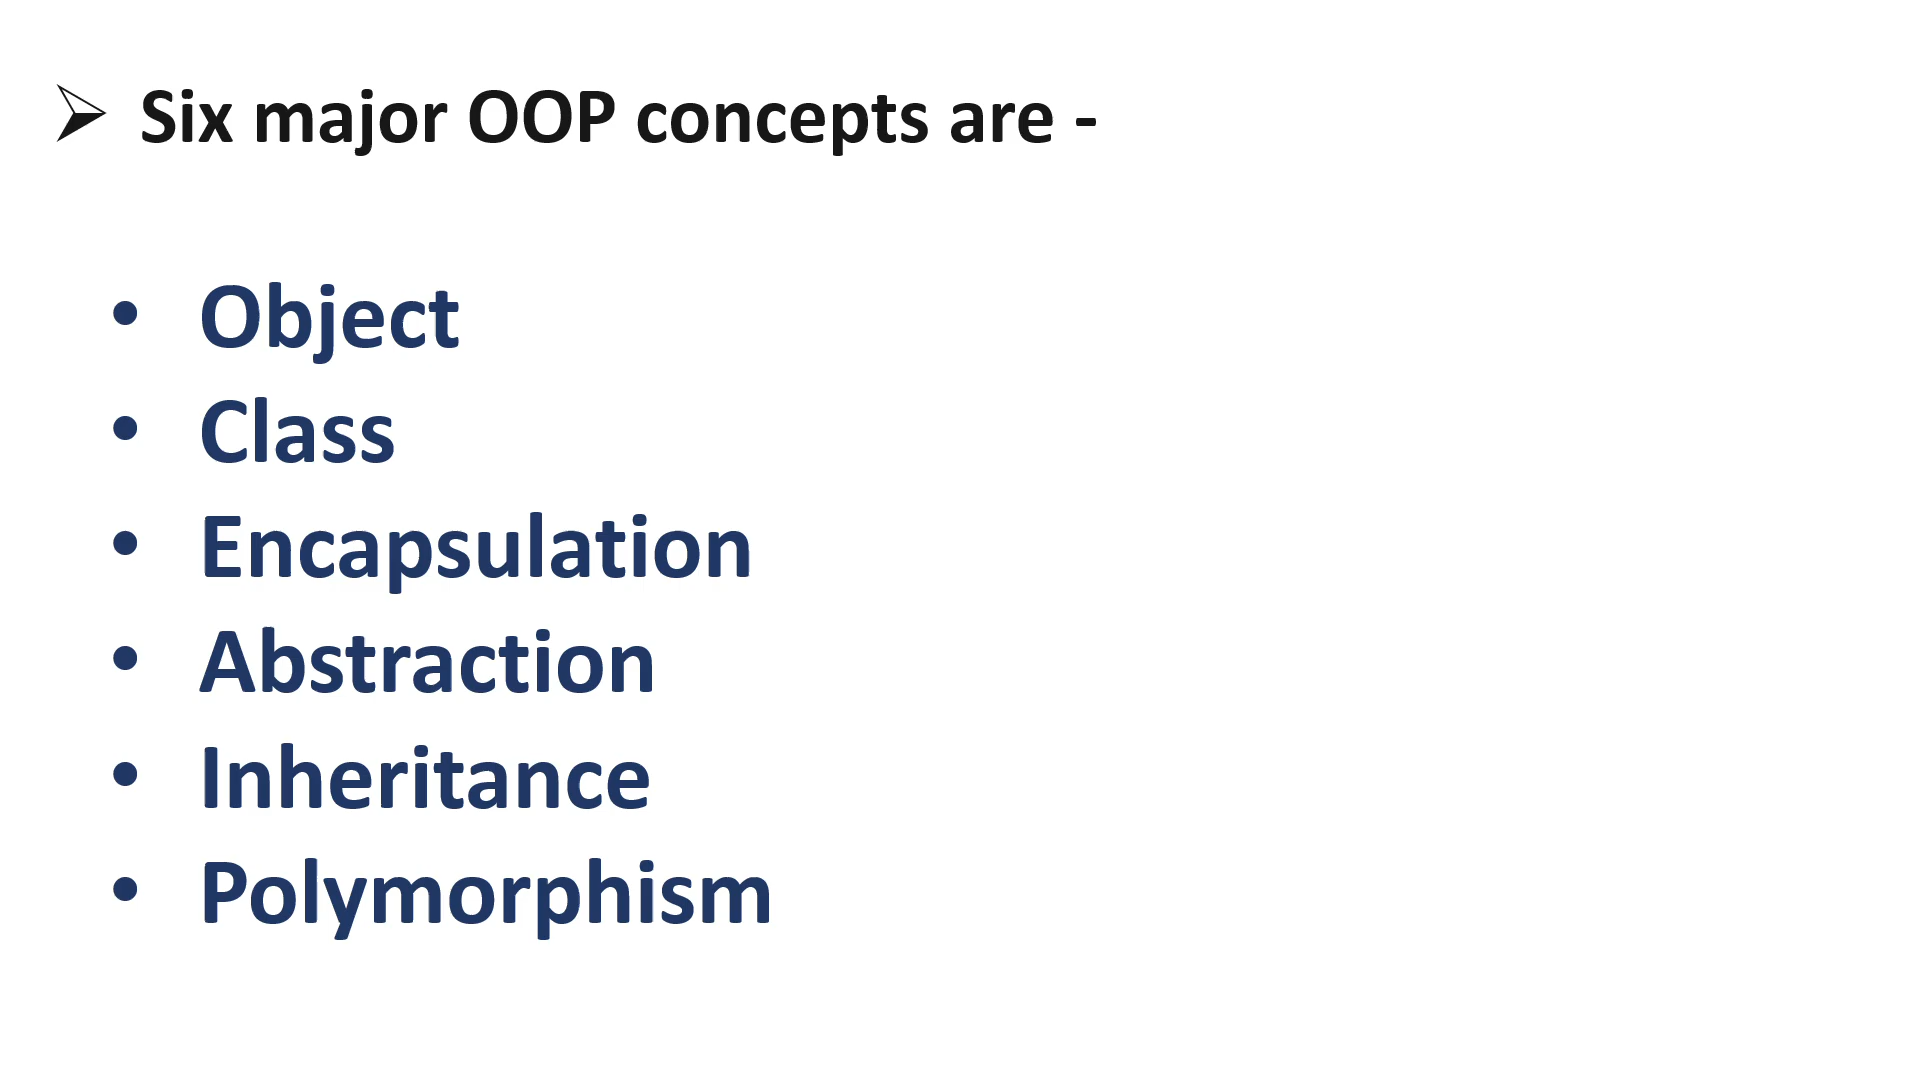 ➢ Six major OOP concepts are -
• Object
• Class
• Encapsulation
• Abstraction
• Inheritance
• Polymorphism